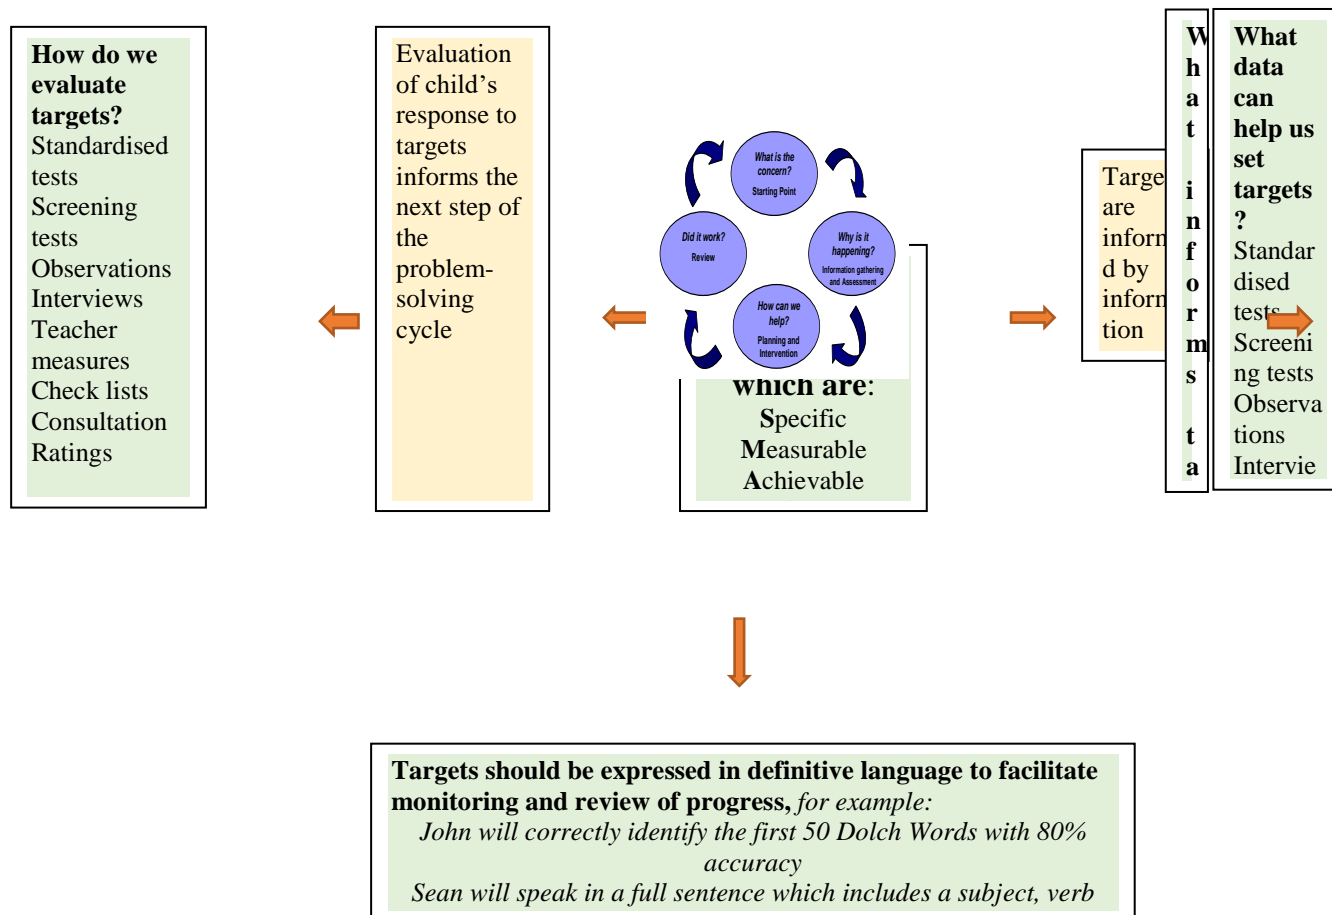 How do we
evaluate
targets?
Standardised
tests
Screening
tests
Observations
Interviews
Teacher
measures
Check lists
Consultation
Ratings
Evaluation
of child’s
response to
targets
informs the
next step of
the
problem-
solving
cycle
What is the
concern?
Starting Point
Did it work?
Review
Why is it
happening?
Information gathering
and Assessment
How can we
help?
Planning and
Intervention
which are:
Specific
Measurable
Achievable
Targe
are
inform
d by
inform
tion
W
h
a
t
i
n
f
o
r
m
s
t
a
What
data
can
help us
set
targets
?
Standar
dised
tests
Screeni
ng tests
Observa
tions
Intervie
Targets should be expressed in definitive language to facilitate
monitoring and review of progress, for example:
John will correctly identify the first 50 Dolch Words with 80%
accuracy
Sean will speak in a full sentence which includes a subject, verb